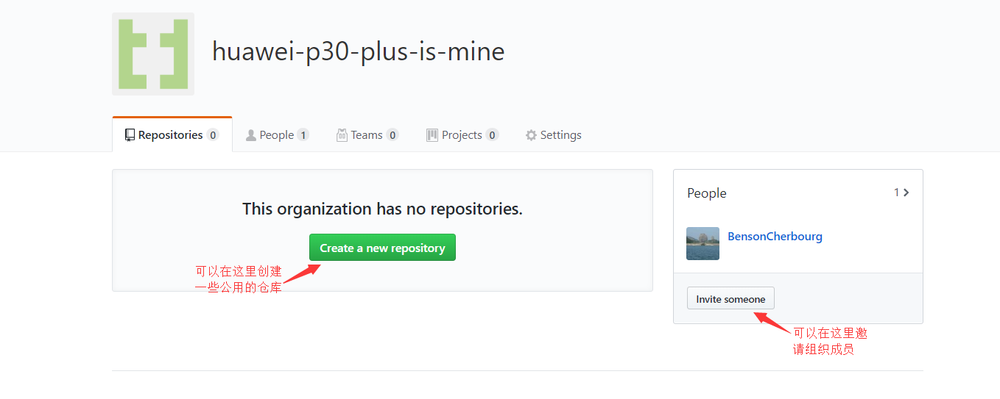 huawei-p30-plus-is-mine
Repositories 0 People 1 Teams 0 Projects 0 Settings
This organization has no repositories.
Create a new repository
可以在这里创建
一些公用的仓库
People 1
BensonCherbourg
Invite someone
可以在这里邀
请组织成员